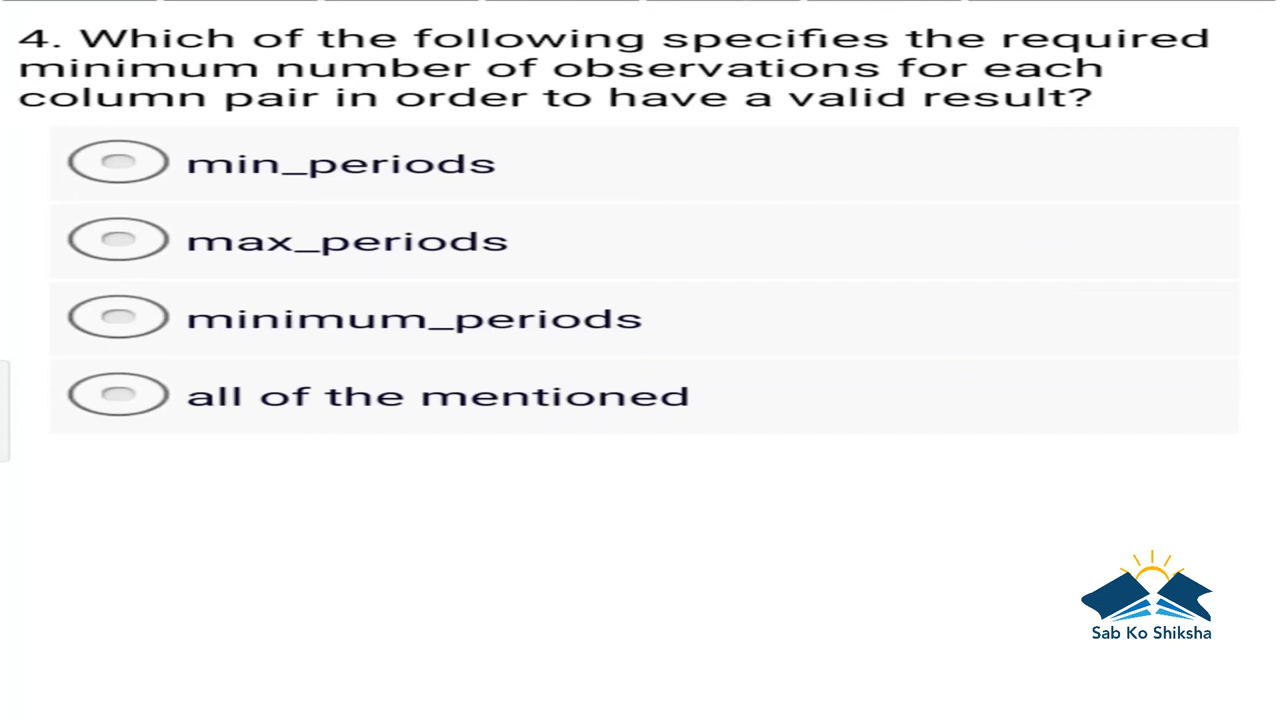 4. Which of the following specifies the required
minimum number of observations for each
column pair in order to have a valid result?
min_periods
max_periods
minimum_periods
all of the mentioned
Sab Ko Shiksha